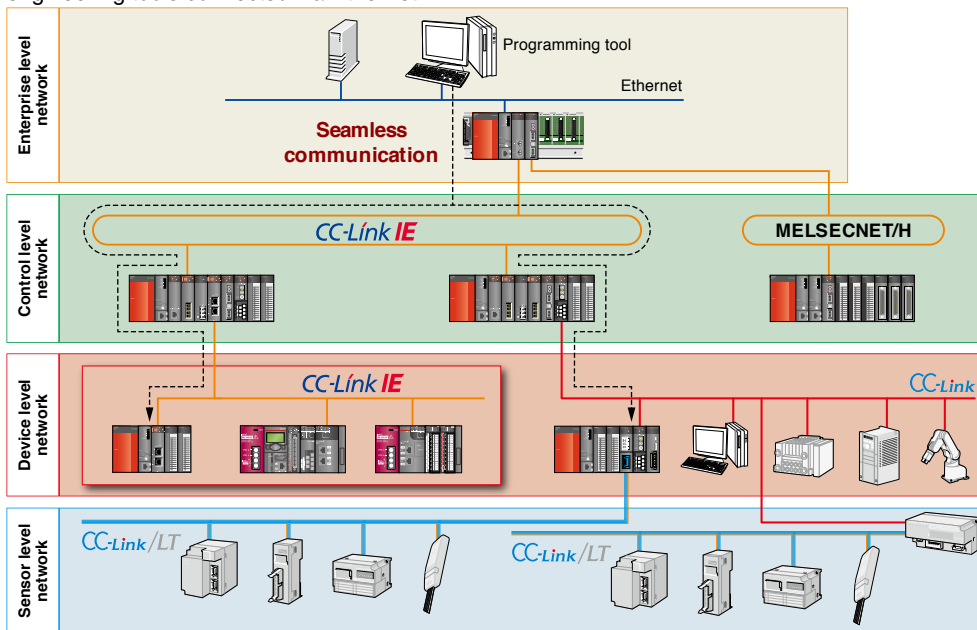 Enterprise level
network
Programming tool
Ethernet
Seamless
communication
Control level
network
CC-Link IE
MELSECNET/H
Device level
network
CC-Link IE
CC-Link
Sensor level
network
CC-Link/LT
CC-Link/LT